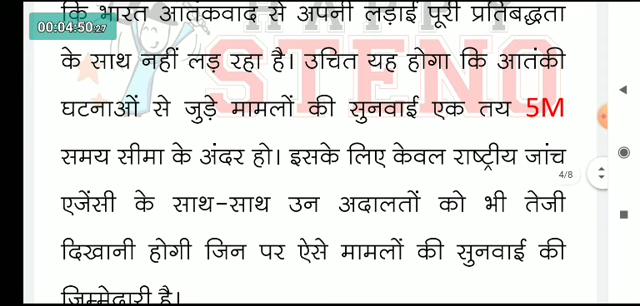 कि भारत आतंकवाद से अपनी लड़ाई पूरी प्रतिबद्धता
00:04:50:27
HAPPY
STENO
के साथ नहीं लड़ रहा है। उचित यह होगा कि आतंकी
घटनाओं से जुड़े मामलों की सुनवाई एक तय 5M
समय सीमा के अंदर हो। इसके लिए केवल राष्ट्रीय जांच
4/8
एजेंसी के साथ-साथ उन अदालतों को भी तेजी
दिखानी होगी जिन पर ऐसे मामलों की सुनवाई की
जिम्मेदारी है।